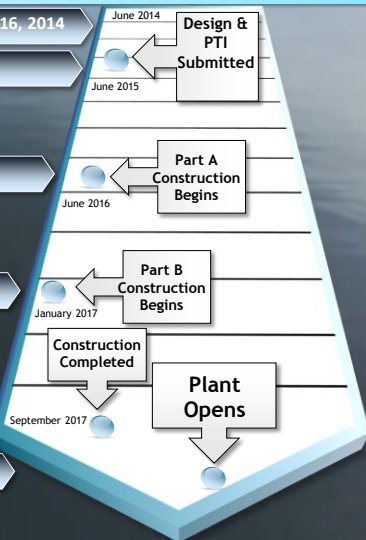 16, 2014
June 2014
Design &
PTI
Submitted
June 2015
Part A
Construction
Begins
June 2016
Part B
Construction
Begins
January 2017
Construction
Completed
Plant
Opens
September 2017